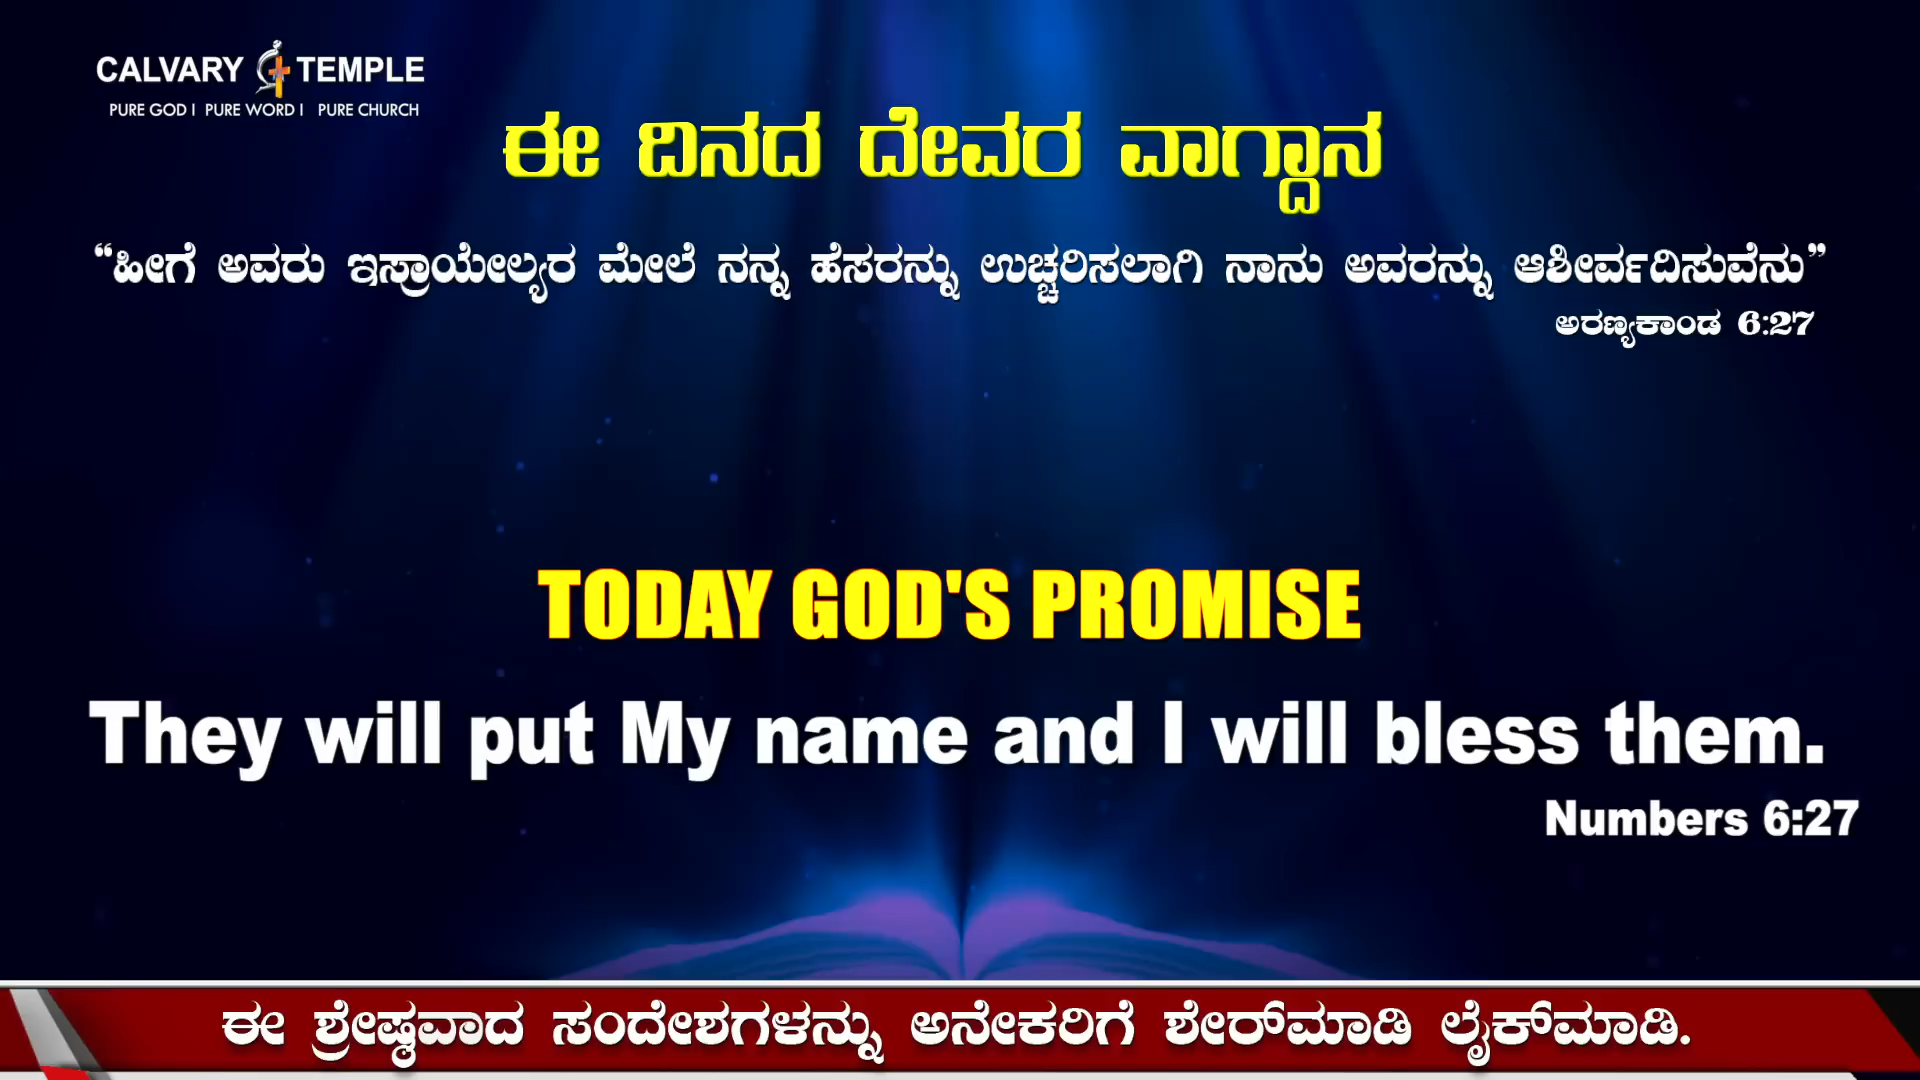 CALVARY TEMPLE
PURE GOD I PURE WORD I PURE CHURCH
ಈ ದಿನದ ದೇವರ ವಾಗ್ದಾನ
“ಹೀಗೆ ಅವರು ಇಸ್ರಾಯೇಲ್ಯರ ಮೇಲೆ ನನ್ನ ಹೆಸರನ್ನು ಉಚ್ಚರಿಸಲಾಗಿ ನಾನು ಅವರನ್ನು ಆಶೀರ್ವದಿಸುವೆನು”
ಅರಣ್ಯಕಾಂಡ 6:27
TODAY GOD'S PROMISE
They will put My name and I will bless them.
Numbers 6:27
ಈ ಶ್ರೇಷ್ಠವಾದ ಸಂದೇಶಗಳನ್ನು ಅನೇಕರಿಗೆ ಶೇರ್‌ಮಾಡಿ ಲೈಕ್‌ಮಾಡಿ.